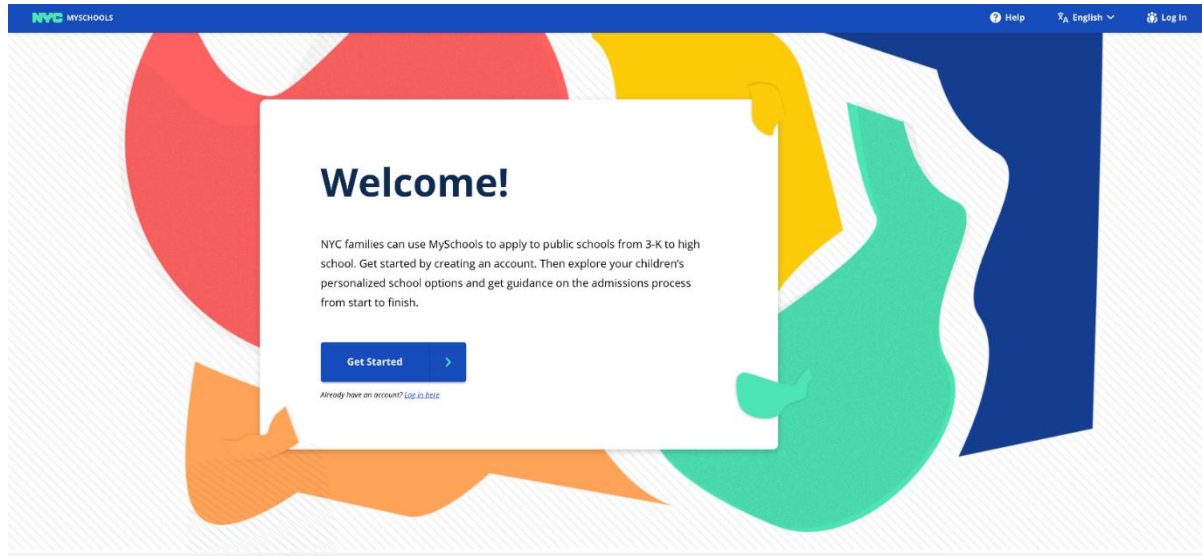 NYC MYSCHOOLS
Help
English
Log In
Welcome!
NYC families can use MySchools to apply to public schools from 3-K to high
school. Get started by creating an account. Then explore your children's
personalized school options and get guidance on the admissions process
from start to finish.
Get Started
Already have an account? Log in here